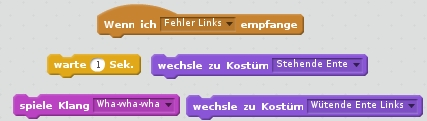 Wenn ich Fehler Links empfange
warte 1 Sek. wechsle zu Kostüm Stehende Ente
spiele Klang Wha-wha-wha wechsle zu Kostüm Wütende Ente Links